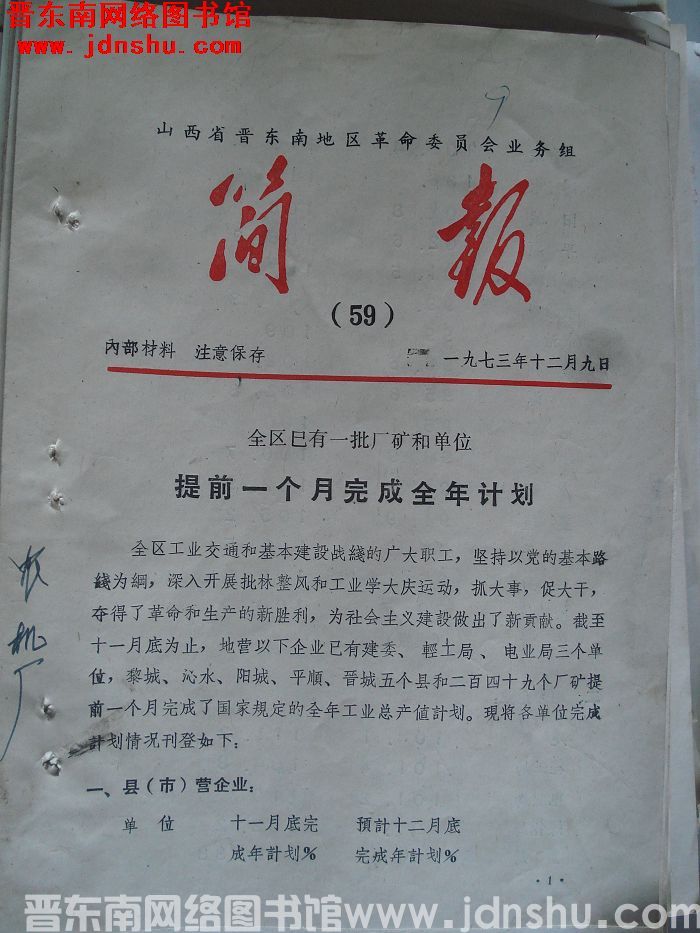 晋东南网络图书馆
www.jdnshu.com
山西省晋东南地区革命委员会业务组
简报
(59)
內部材料 注意保存 一九七三年十二月九日
全区已有一批厂矿和单位
提前一个月完成全年计划
全区工业交通和基本建設战綫的广大职工，坚持以党的基本路
綫为綱，深入开展批林整风和工业学大庆运动，抓大事，促大干，
夺得了革命和生产的新胜利，为社会主义建設做出了新貢献。截至
十一月底为止，地营以下企业已有建委、輕工局、电业局三个单
位，黎城、沁水、阳城、平順、晋城五个县和二百四十九个厂矿提
前一个月完成了国家規定的全年工业总产值計划。現将各单位完成
計划情况刊登如下：
一、县（市）营企业：
单位 十一月底完 預計十二月底
成年計划% 完成年計划%
·1·
机厂
晋东南网络图书馆www.jdnshu.com